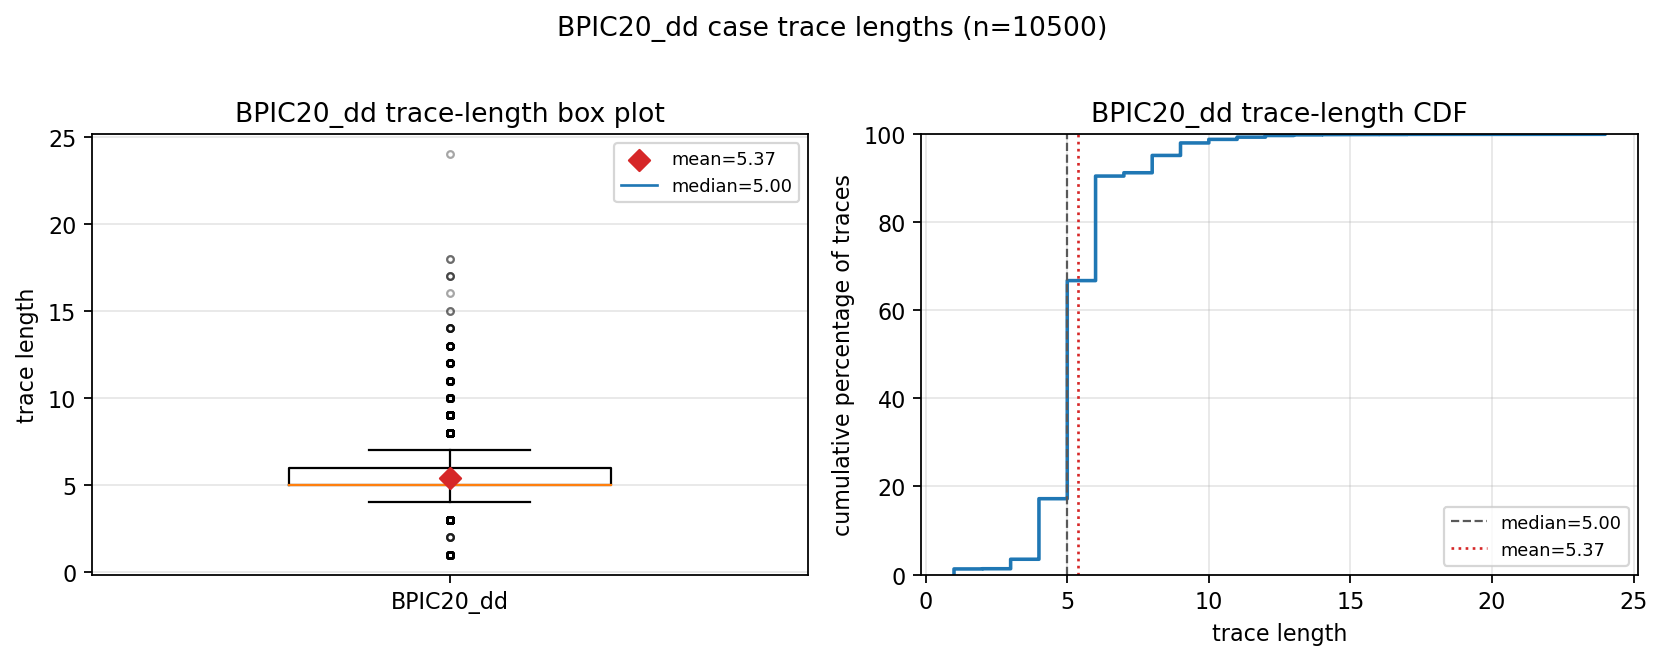 BPIC20_dd case trace lengths (n=10500)
BPIC20_dd trace-length box plot
25
20
15
10
5
0
trace length
BPIC20_dd
mean=5.37
median=5.00
BPIC20_dd trace-length CDF
100
80
60
40
20
0
cumulative percentage of traces
0 5 10 15 20 25
trace length
median=5.00
mean=5.37